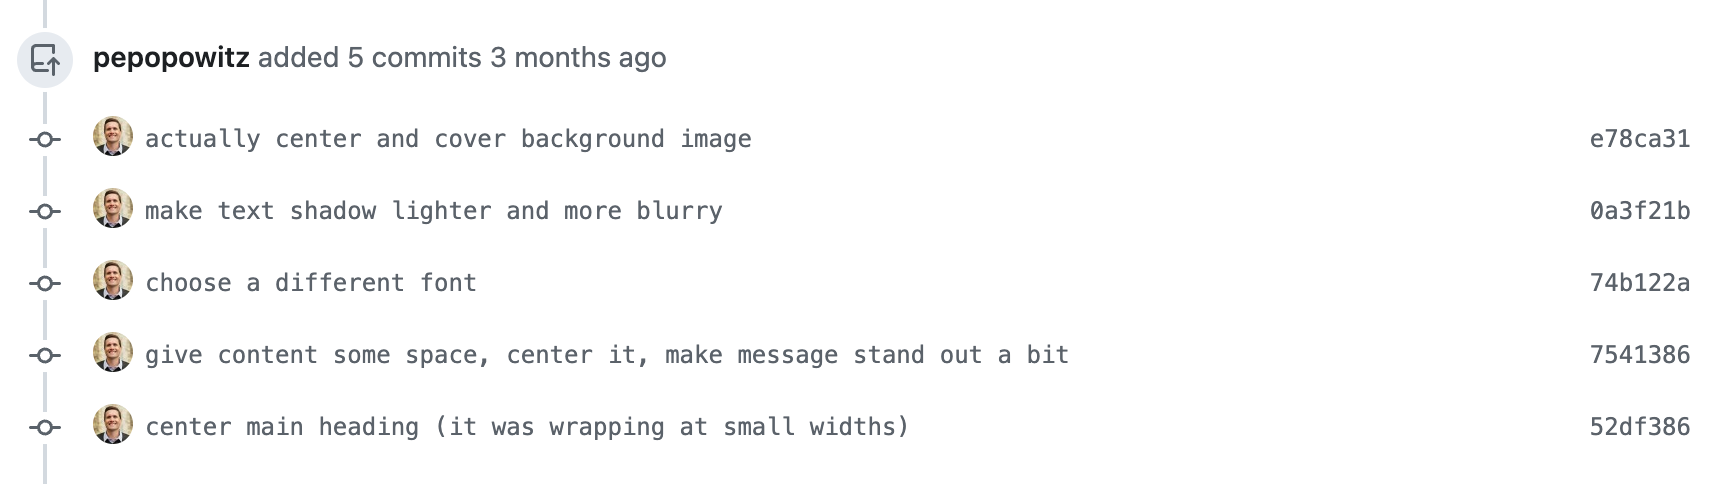 pepopowitz added 5 commits 3 months ago
actually center and cover background image e78ca31
make text shadow lighter and more blurry 0a3f21b
choose a different font 74b122a
give content some space, center it, make message stand out a bit 7541386
center main heading (it was wrapping at small widths) 52df386